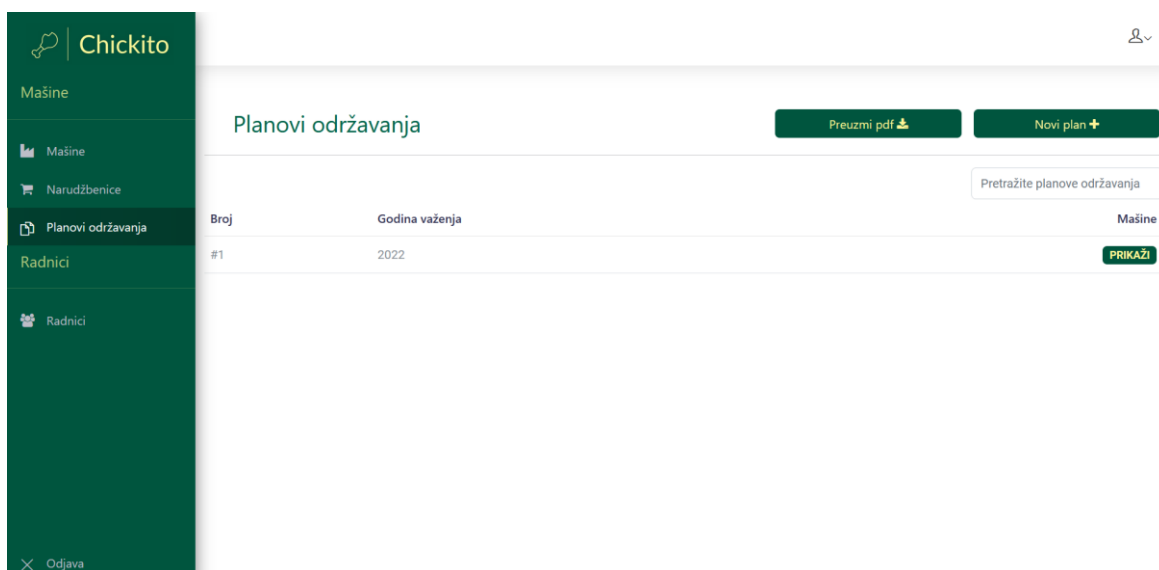 Chickito
Mašine
Mašine
Narudžbenice
Planovi održavanja
Radnici
Radnici
Odjava
Planovi održavanja
Preuzmi pdf
Novi plan
Pretražite planove održavanja
Broj Godina važenja Mašine
#1 2022 PRIKAŽI